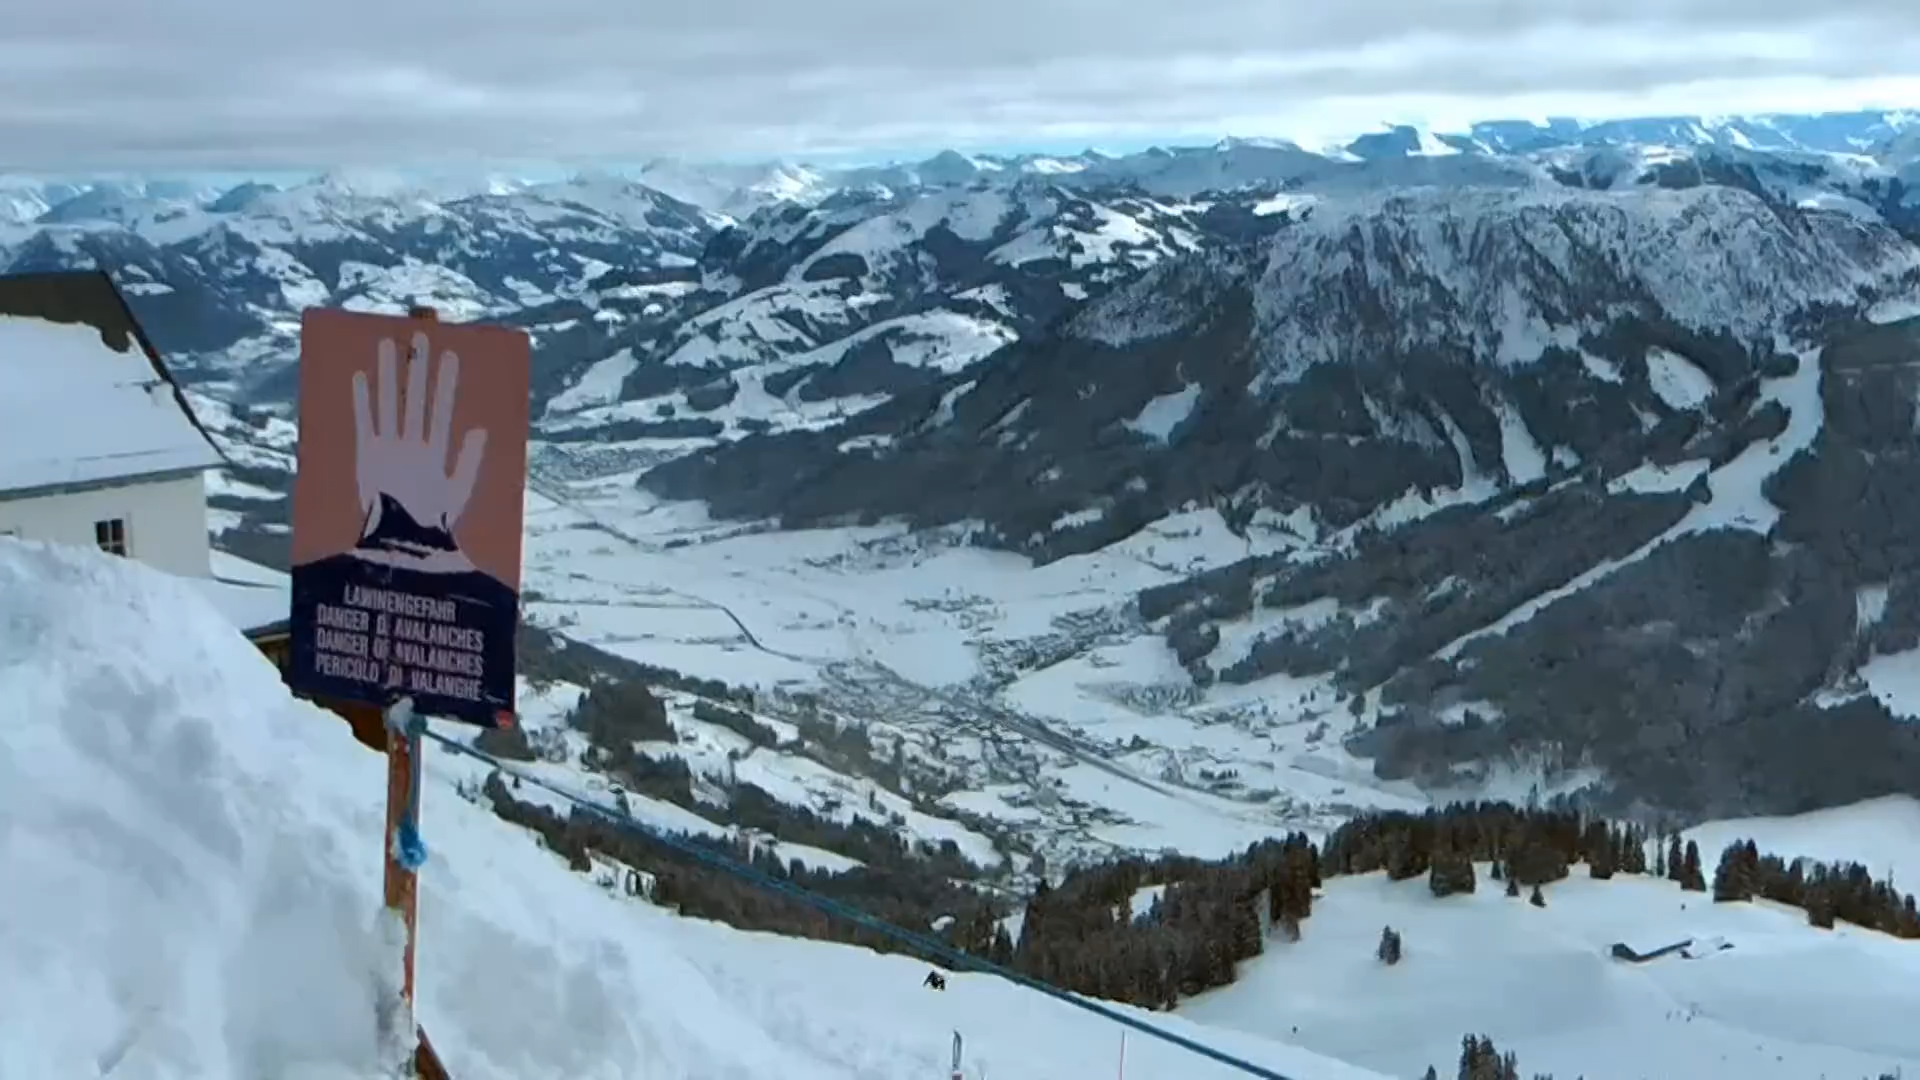 LAWINENGEFAHR
DANGER D. AVALANCHES
DANGER OF AVALANCHES
PERICOLO DI VALANGHE